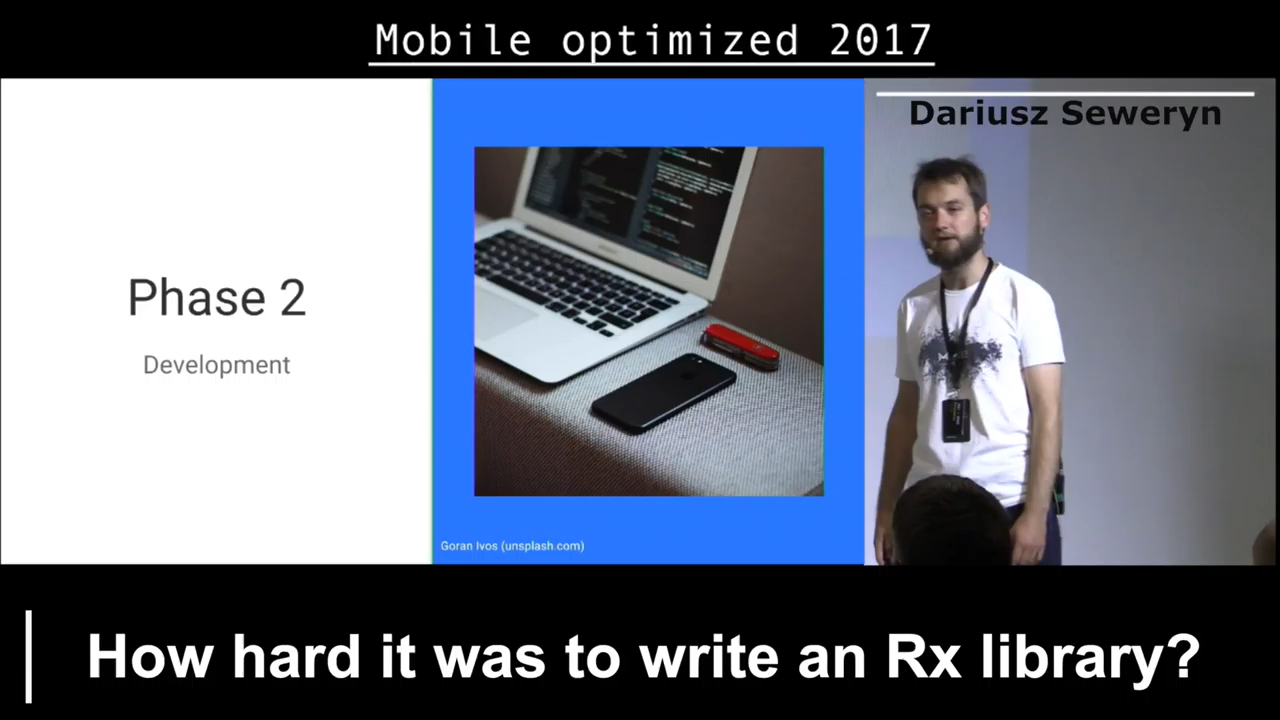 Mobile optimized 2017
Phase 2
Development
Goran Ivos (unsplash.com)
Dariusz Seweryn
How hard it was to write an Rx library?